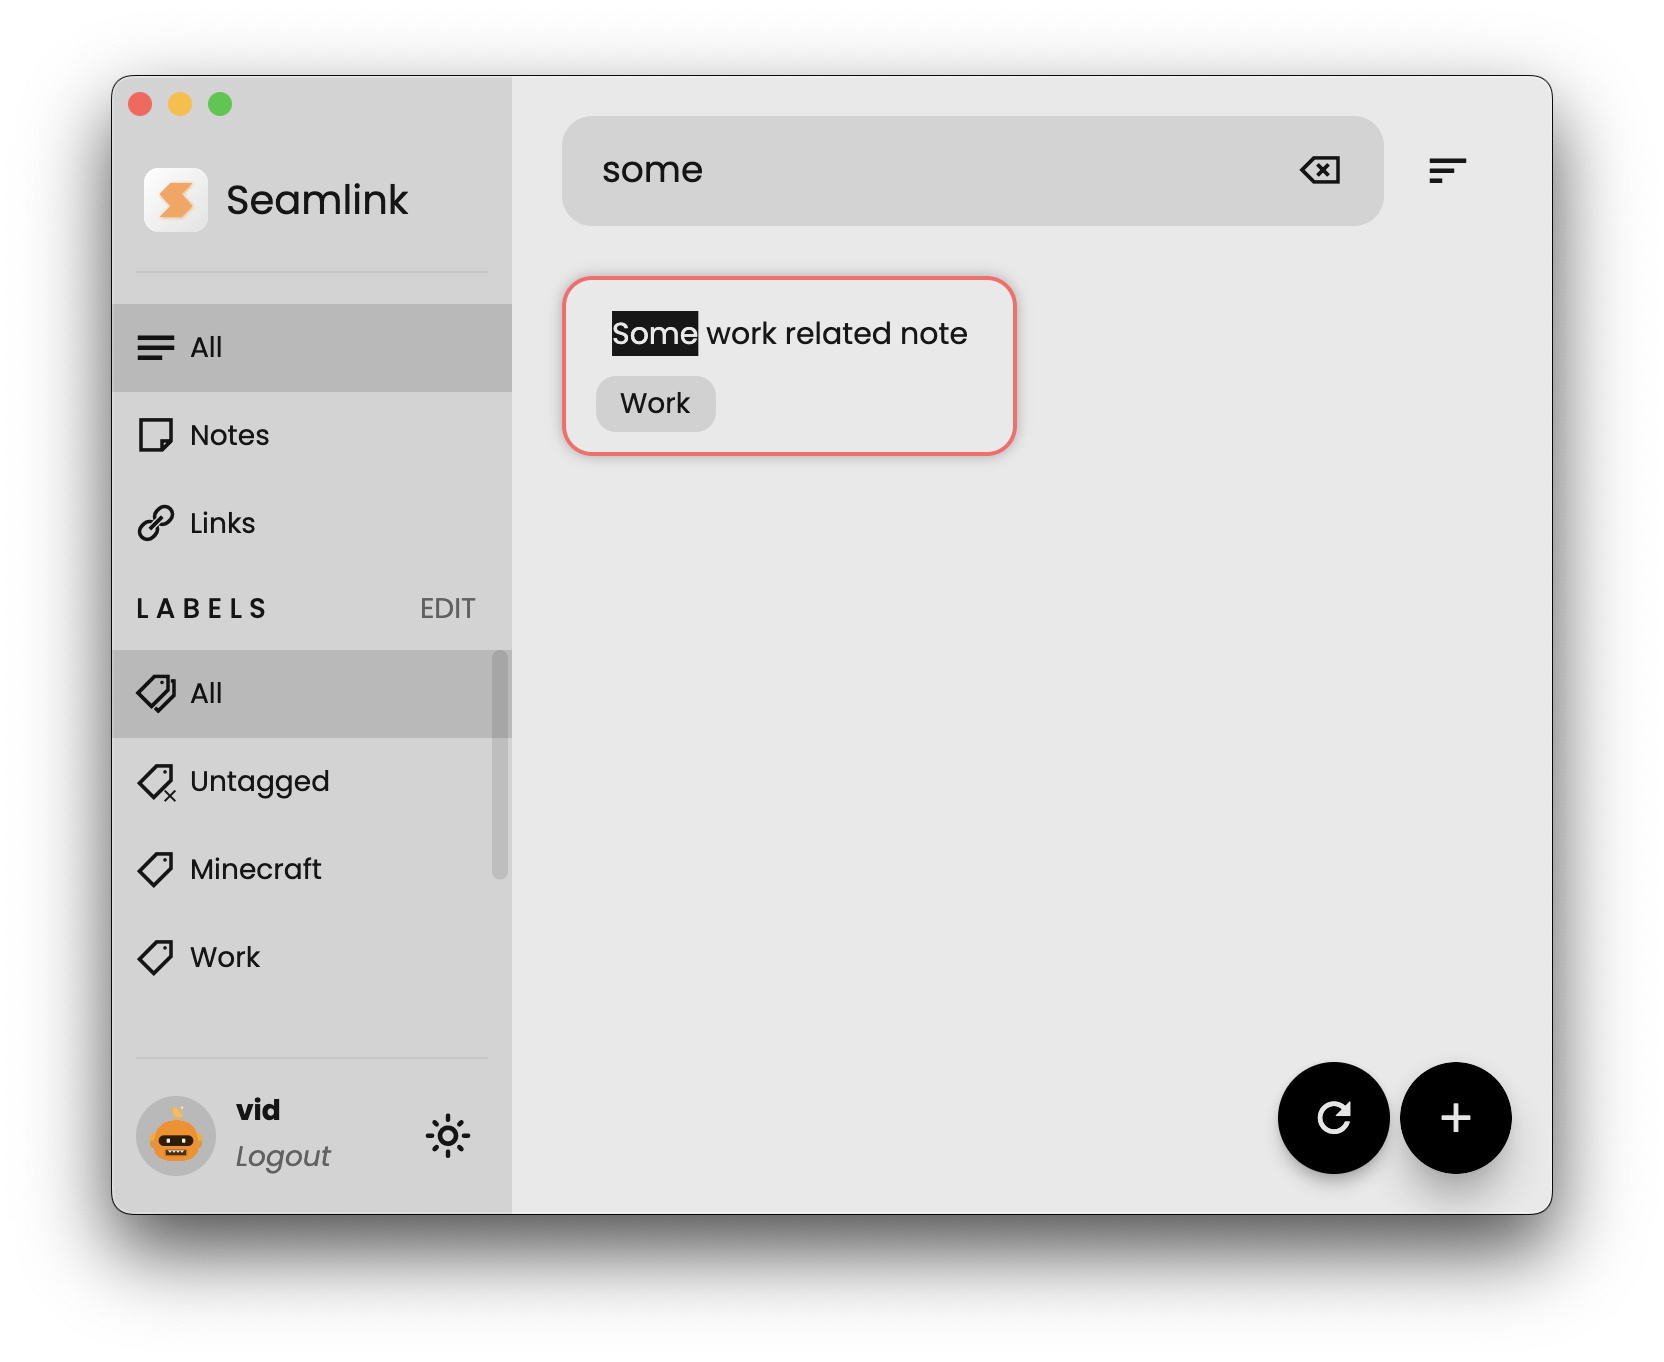 Seamlink
All
Notes
Links
LABELS EDIT
All
Untagged
Minecraft
Work
vid
Logout
some
Some work related note
Work